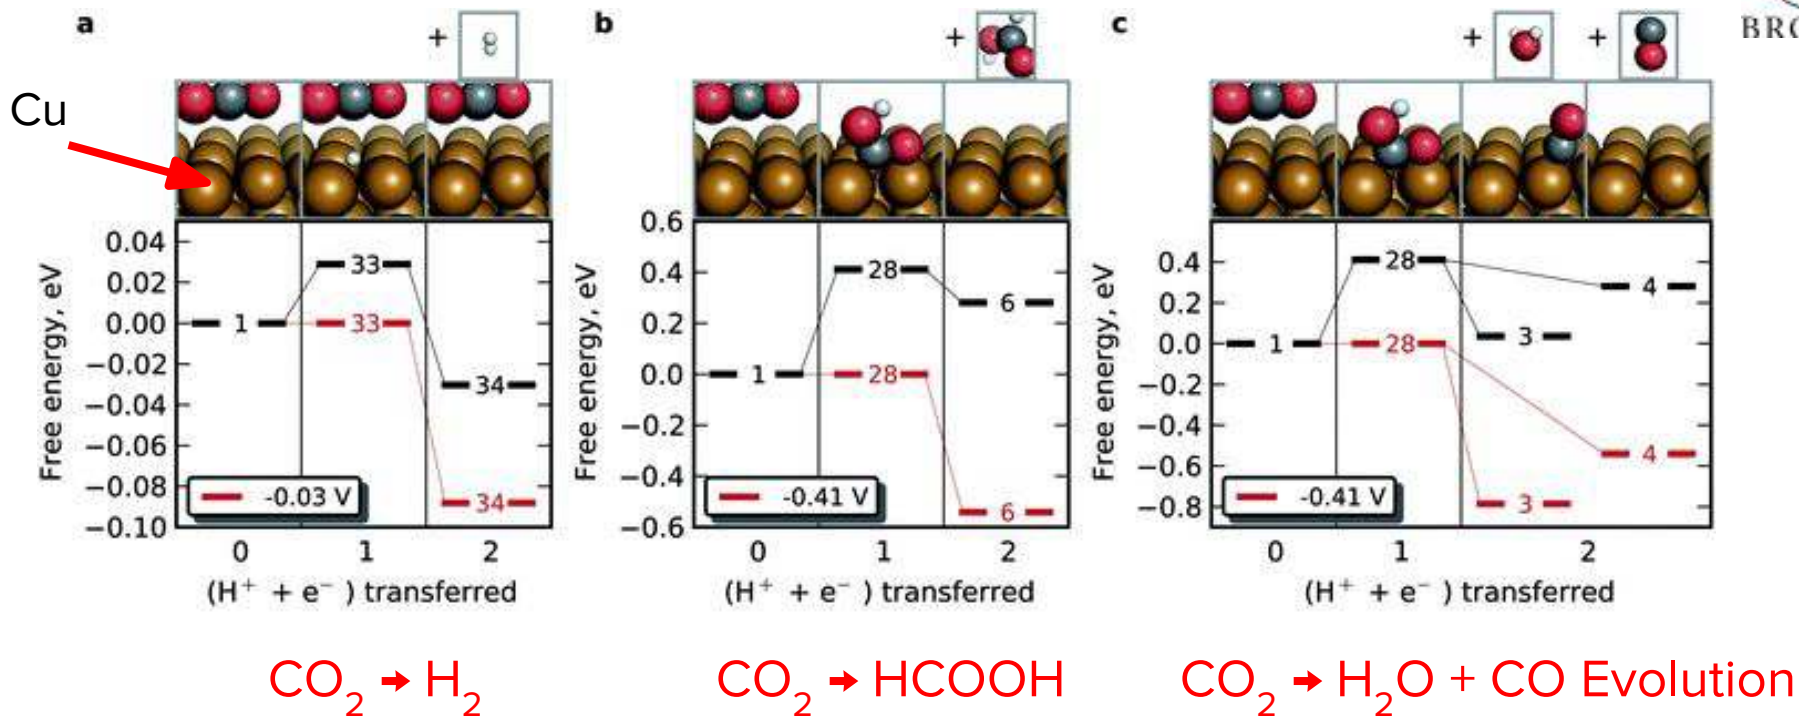 a
+
b
+
c
+
+
Cu
0.04
0.02
0.00
−0.02
−0.04
−0.06
−0.08
−0.10
Free energy, eV
1
33
33
34
34
-0.03 V
0 1 2
(H⁺ + e⁻ ) transferred
0.6
0.4
0.2
0.0
−0.2
−0.4
−0.6
Free energy, eV
1
28
28
6
6
-0.41 V
0 1 2
(H⁺ + e⁻ ) transferred
0.4
0.2
0.0
−0.2
−0.4
−0.6
−0.8
Free energy, eV
1
28
28
4
3
4
3
-0.41 V
0 1 2
(H⁺ + e⁻ ) transferred
CO₂ → H₂
CO₂ → HCOOH
CO₂ → H₂O + CO Evolution